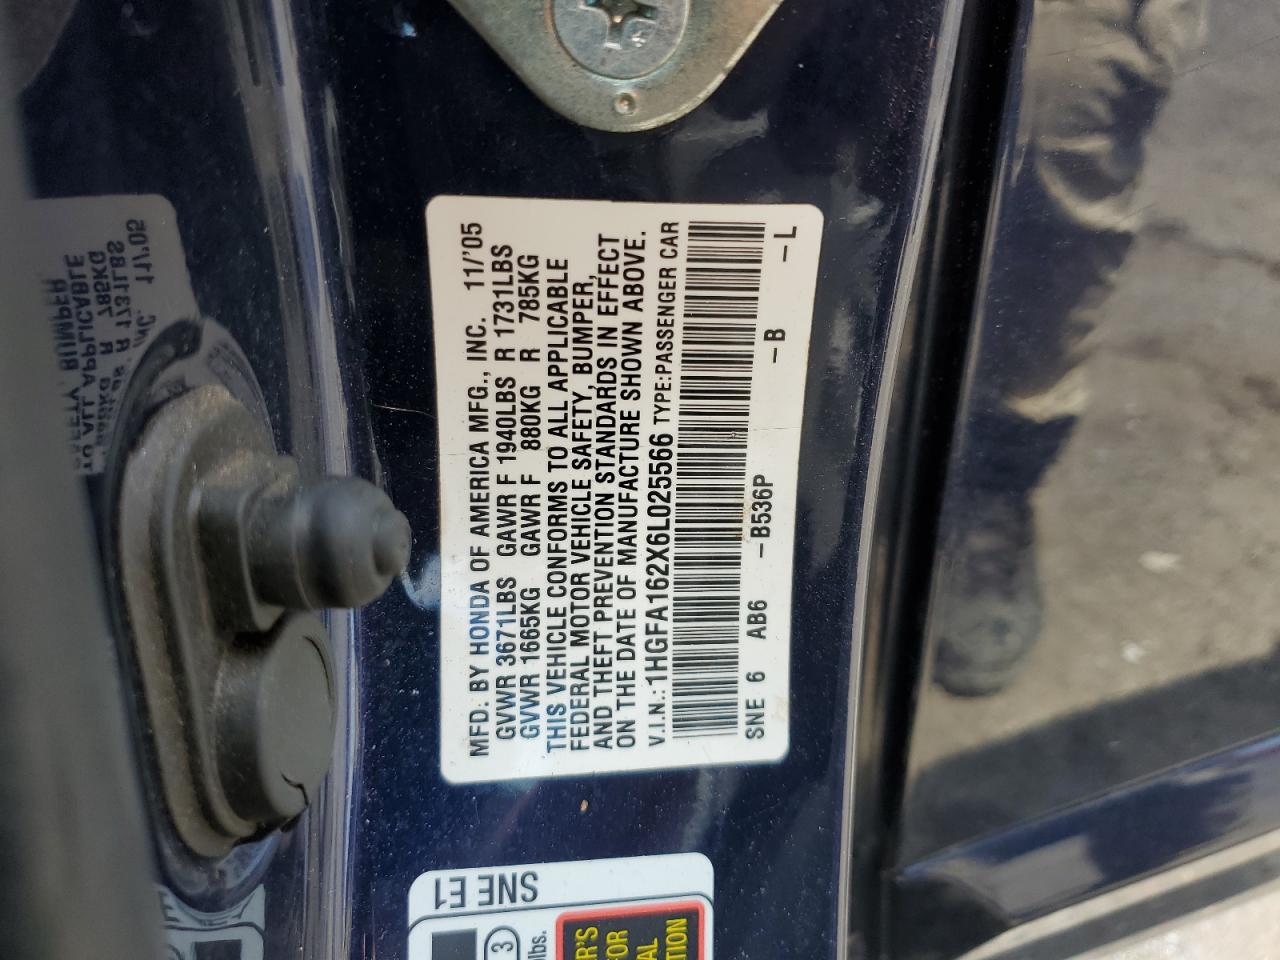 MFD. BY HONDA OF AMERICA MFG., INC. 11/'05
GVWR 3671LBS GAWR F 1940LBS R 1731LBS
GVWR 1665KG GAWR F 880KG R 785KG
THIS VEHICLE CONFORMS TO ALL APPLICABLE
FEDERAL MOTOR VEHICLE SAFETY, BUMPER,
AND THEFT PREVENTION STANDARDS IN EFFECT
ON THE DATE OF MANUFACTURE SHOWN ABOVE.
V.I.N.: 1HGFA162X6L025566 TYPE:PASSENGER CAR
SNE 6 AB6 -B536P -B -L
SNE E1
3
lbs.